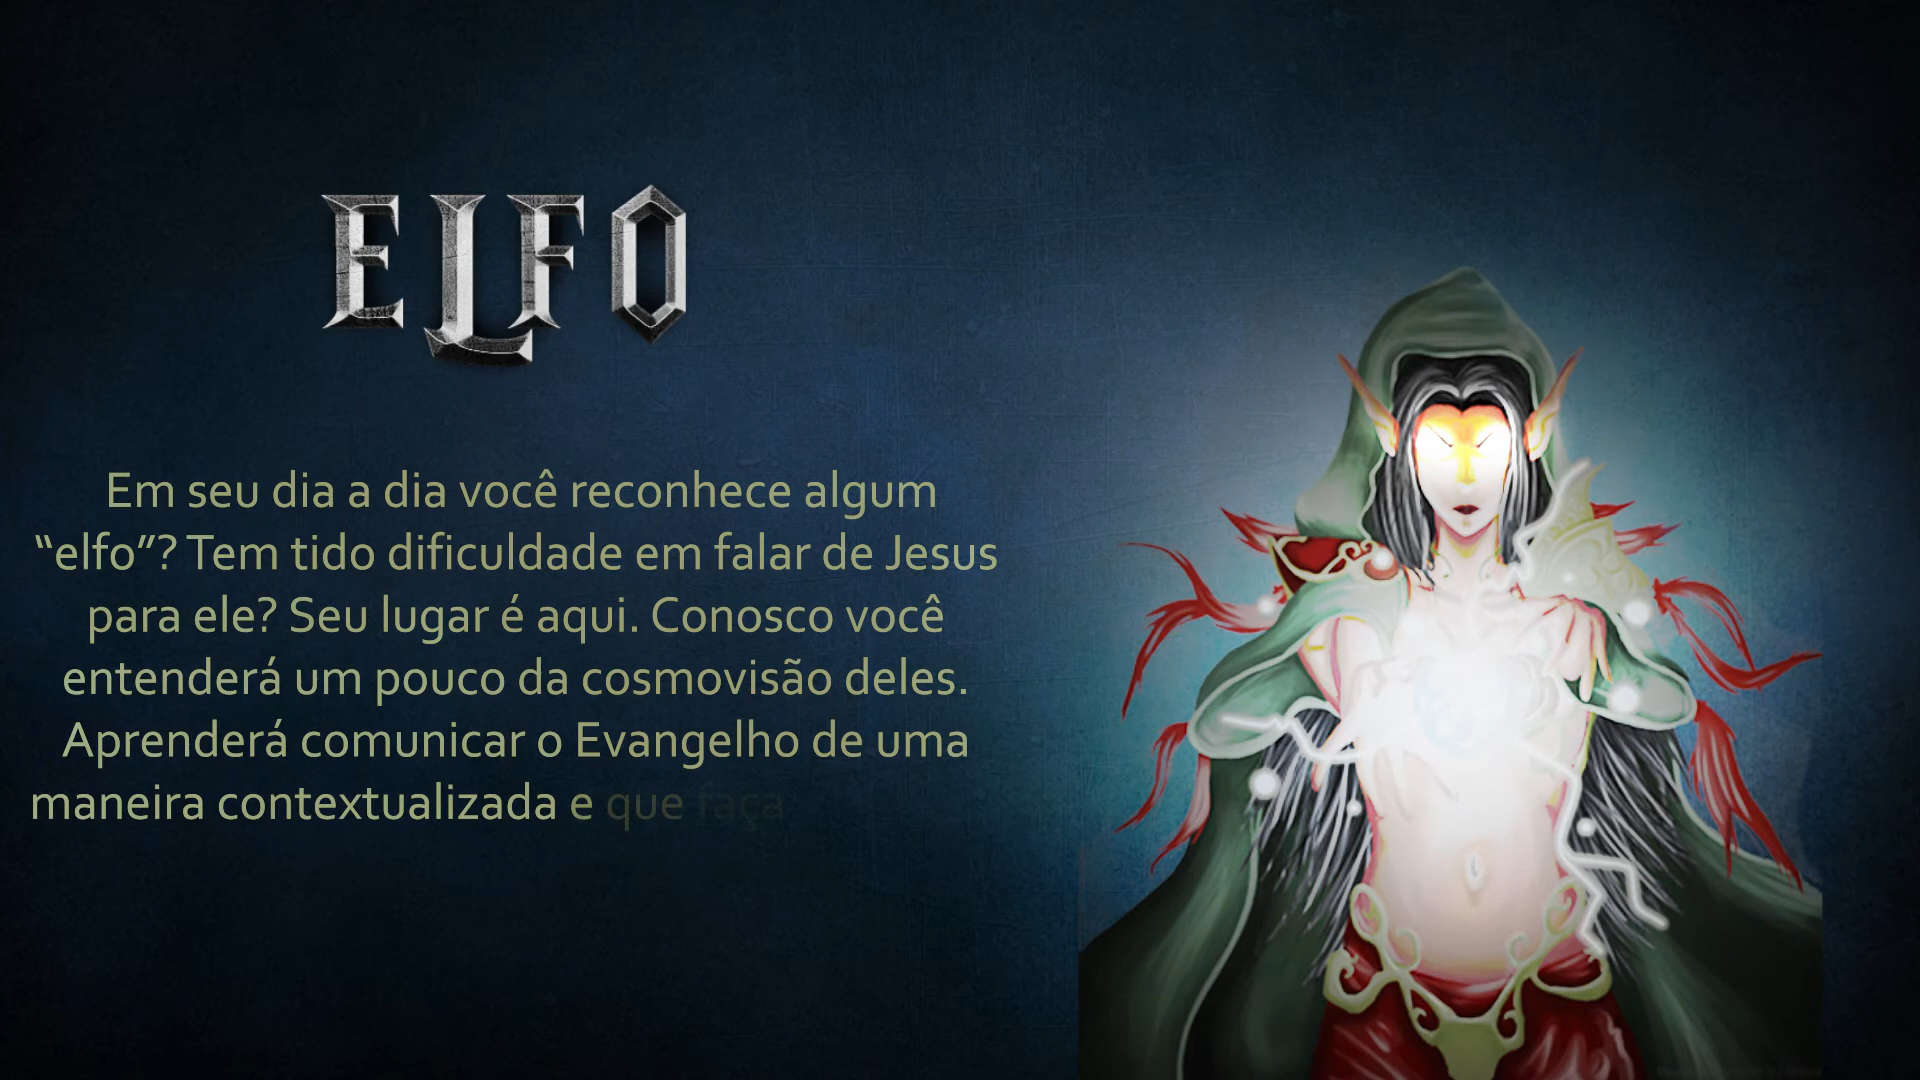 ELFO
Em seu dia a dia você reconhece algum
“elfo”? Tem tido dificuldade em falar de Jesus
para ele? Seu lugar é aqui. Conosco você
entenderá um pouco da cosmovisão deles.
Aprenderá comunicar o Evangelho de uma
maneira contextualizada e que faça